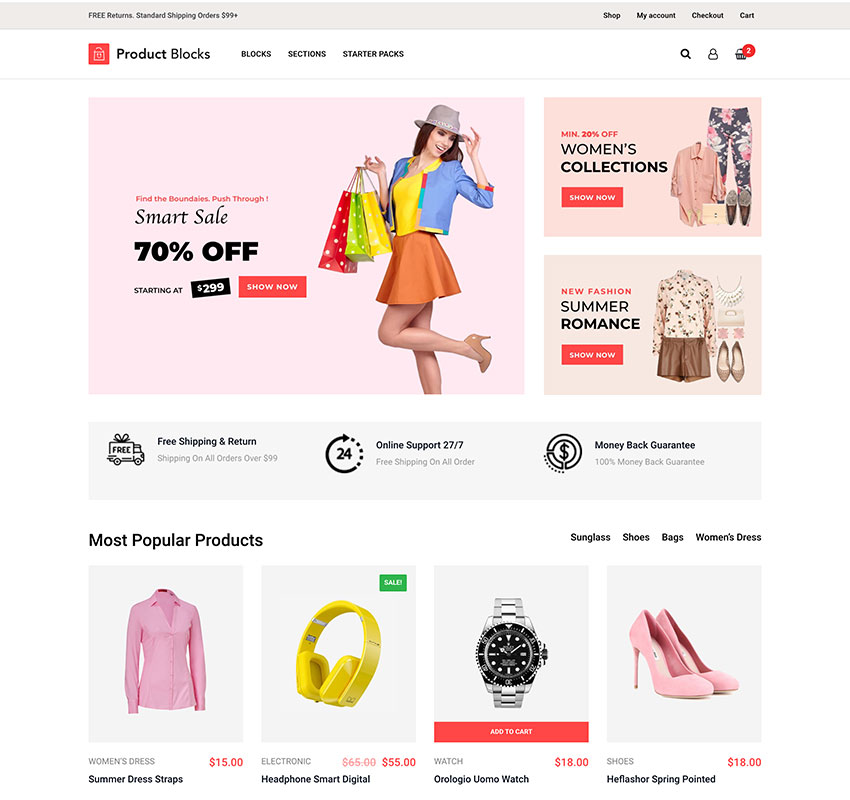 FREE Returns. Standard Shipping Orders $99+
Shop My account Checkout Cart
Product Blocks
BLOCKS SECTIONS STARTER PACKS
2
Find the Boundaies. Push Through !
Smart Sale
70% OFF
STARTING AT $299 SHOW NOW
MIN. 20% OFF
WOMEN'S
COLLECTIONS
SHOW NOW
NEW FASHION
SUMMER
ROMANCE
SHOW NOW
FREE
Free Shipping & Return
Shipping On All Orders Over $99
24
Online Support 27/7
Free Shipping On All Order
$
Money Back Guarantee
100% Money Back Guarantee
Most Popular Products
Sunglass Shoes Bags Women's Dress
SALE!
ADD TO CART
WOMEN'S DRESS $15.00
Summer Dress Straps
ELECTRONIC $65.00 $55.00
Headphone Smart Digital
WATCH $18.00
Orologio Uomo Watch
SHOES $18.00
Heflashor Spring Pointed